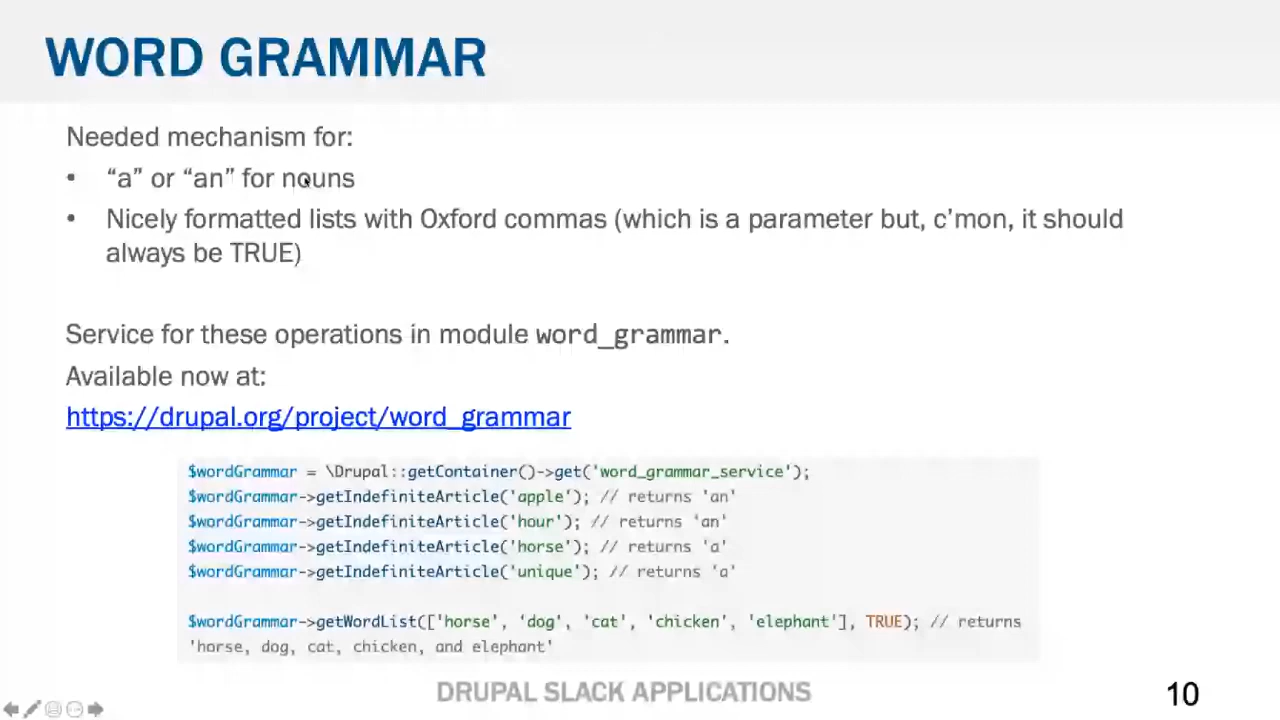 WORD GRAMMAR
Needed mechanism for:
• “a” or “an” for nouns
• Nicely formatted lists with Oxford commas (which is a parameter but, c’mon, it should
always be TRUE)
Service for these operations in module word_grammar.
Available now at:
https://drupal.org/project/word_grammar
$wordGrammar = \Drupal::getContainer()->get('word_grammar_service');
$wordGrammar->getIndefiniteArticle('apple'); // returns 'an'
$wordGrammar->getIndefiniteArticle('hour'); // returns 'an'
$wordGrammar->getIndefiniteArticle('horse'); // returns 'a'
$wordGrammar->getIndefiniteArticle('unique'); // returns 'a'
$wordGrammar->getWordList(['horse', 'dog', 'cat', 'chicken', 'elephant'], TRUE); // returns
'horse, dog, cat, chicken, and elephant'
DRUPAL SLACK APPLICATIONS
10